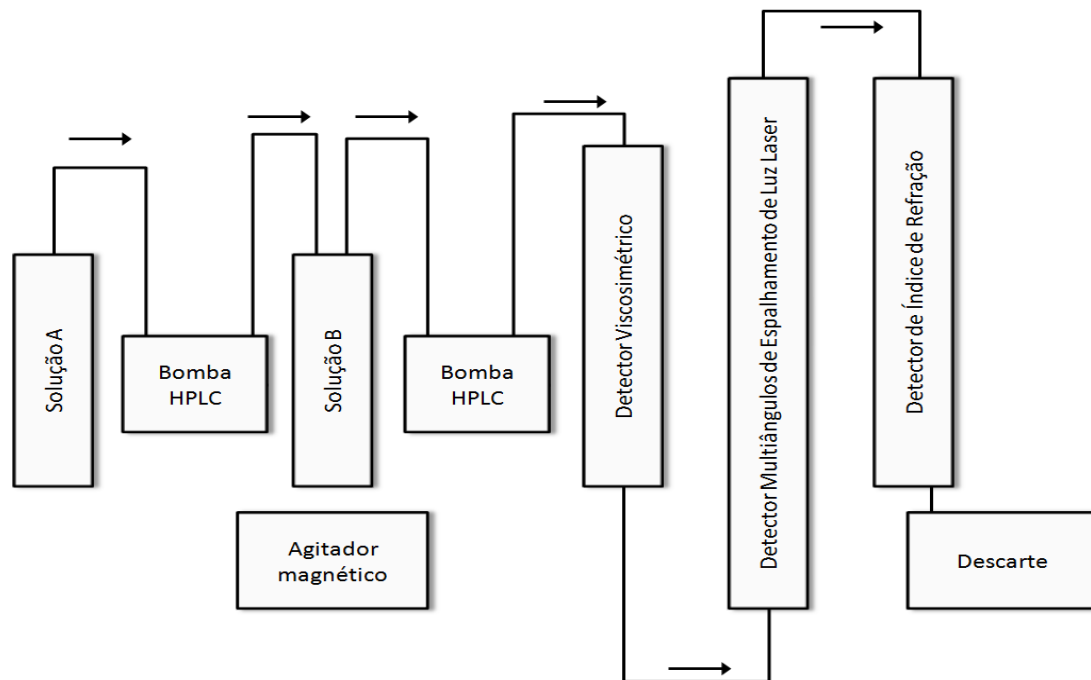 Solução A
Bomba
HPLC
Solução B
Bomba
HPLC
Detector Viscosimétrico
Detector Multiângulos de Espalhamento de Luz Laser
Detector de Índice de Refração
Agitador
magnético
Descarte